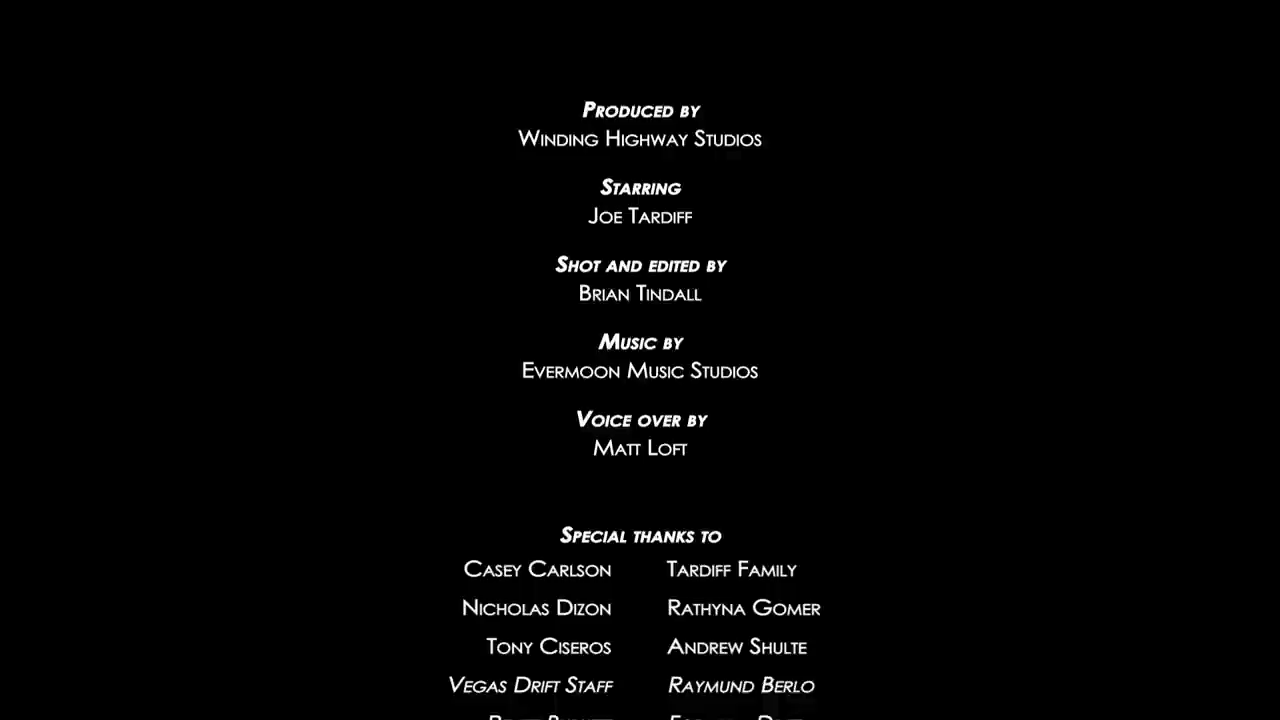 Produced by
Winding Highway Studios
Starring
Joe Tardiff
Shot and edited by
Brian Tindall
Music by
Evermoon Music Studios
Voice over by
Matt Loft
Special thanks to
Casey Carlson Tardiff Family
Nicholas Dizon Rathyna Gomer
Tony Ciseros Andrew Shulte
Vegas Drift Staff Raymund Berlo